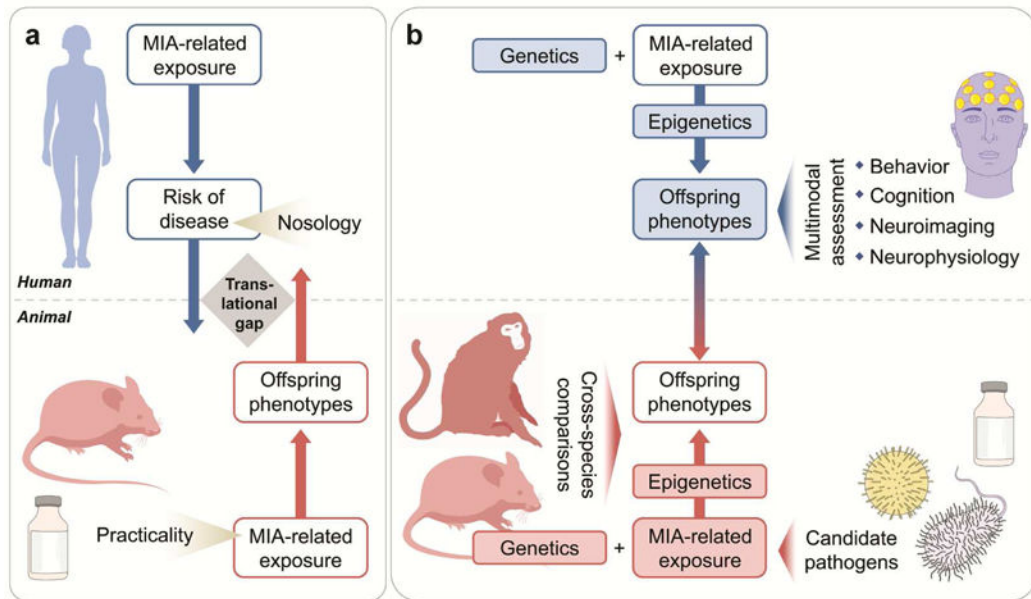 a
MIA-related
exposure
Risk of
disease
Nosology
Human
Trans-
lational
gap
Animal
Offspring
phenotypes
Practicality
MIA-related
exposure
b
Genetics
+
MIA-related
exposure
Epigenetics
Offspring
phenotypes
Multimodal
assessment
Behavior
Cognition
Neuroimaging
Neurophysiology
Cross-species
comparisons
Offspring
phenotypes
Epigenetics
Genetics
+
MIA-related
exposure
Candidate
pathogens